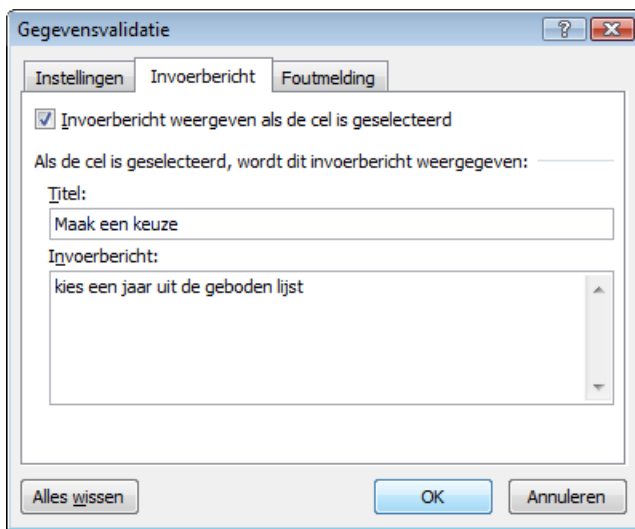 Gegevensvalidatie
Instellingen Invoerbericht Foutmelding
Invoerbericht weergeven als de cel is geselecteerd
Als de cel is geselecteerd, wordt dit invoerbericht weergegeven:
Titel:
Maak een keuze
Invoerbericht:
kies een jaar uit de geboden lijst
Alles wissen OK Annuleren